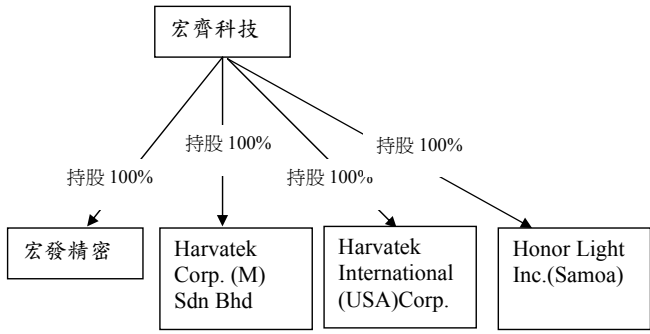 宏齊科技
持股 100%
持股 100%
持股 100%
持股 100%
宏發精密
Harvatek
Corp. (M)
Sdn Bhd
Harvatek
International
(USA)Corp.
Honor Light
Inc.(Samoa)